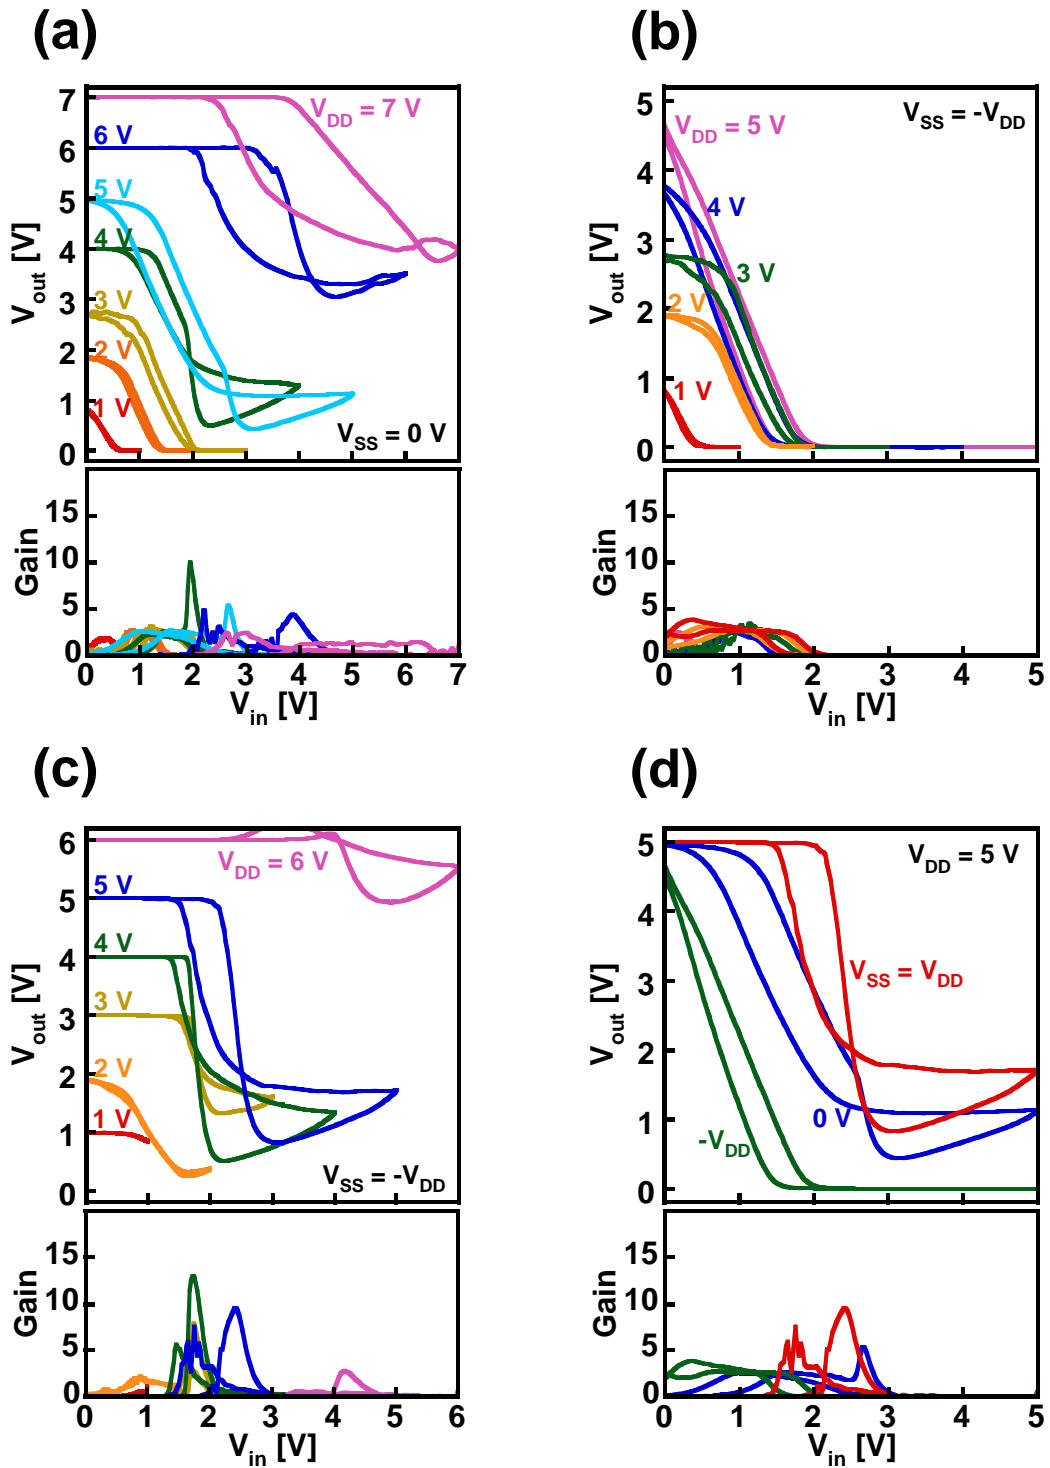 (a)
7
V_DD = 7 V
6 V
6
5 V
5
4 V
4
3 V
3
2 V
2
1 V
1
V_SS = 0 V
0
V_out [V]
15
10
5
0
Gain
0 1 2 3 4 5 6 7
V_in [V]
(b)
5
V_DD = 5 V
V_SS = -V_DD
4
4 V
3
3 V
2 V
2
1 V
1
0
V_out [V]
15
10
5
0
Gain
0 1 2 3 4 5
V_in [V]
(c)
6
V_DD = 6 V
5 V
5
4 V
4
3 V
3
2 V
2
1 V
1
V_SS = -V_DD
0
V_out [V]
15
10
5
0
Gain
0 1 2 3 4 5 6
V_in [V]
(d)
5
V_DD = 5 V
4
V_SS = V_DD
3
2
0 V
1
-V_DD
0
V_out [V]
15
10
5
0
Gain
0 1 2 3 4 5
V_in [V]